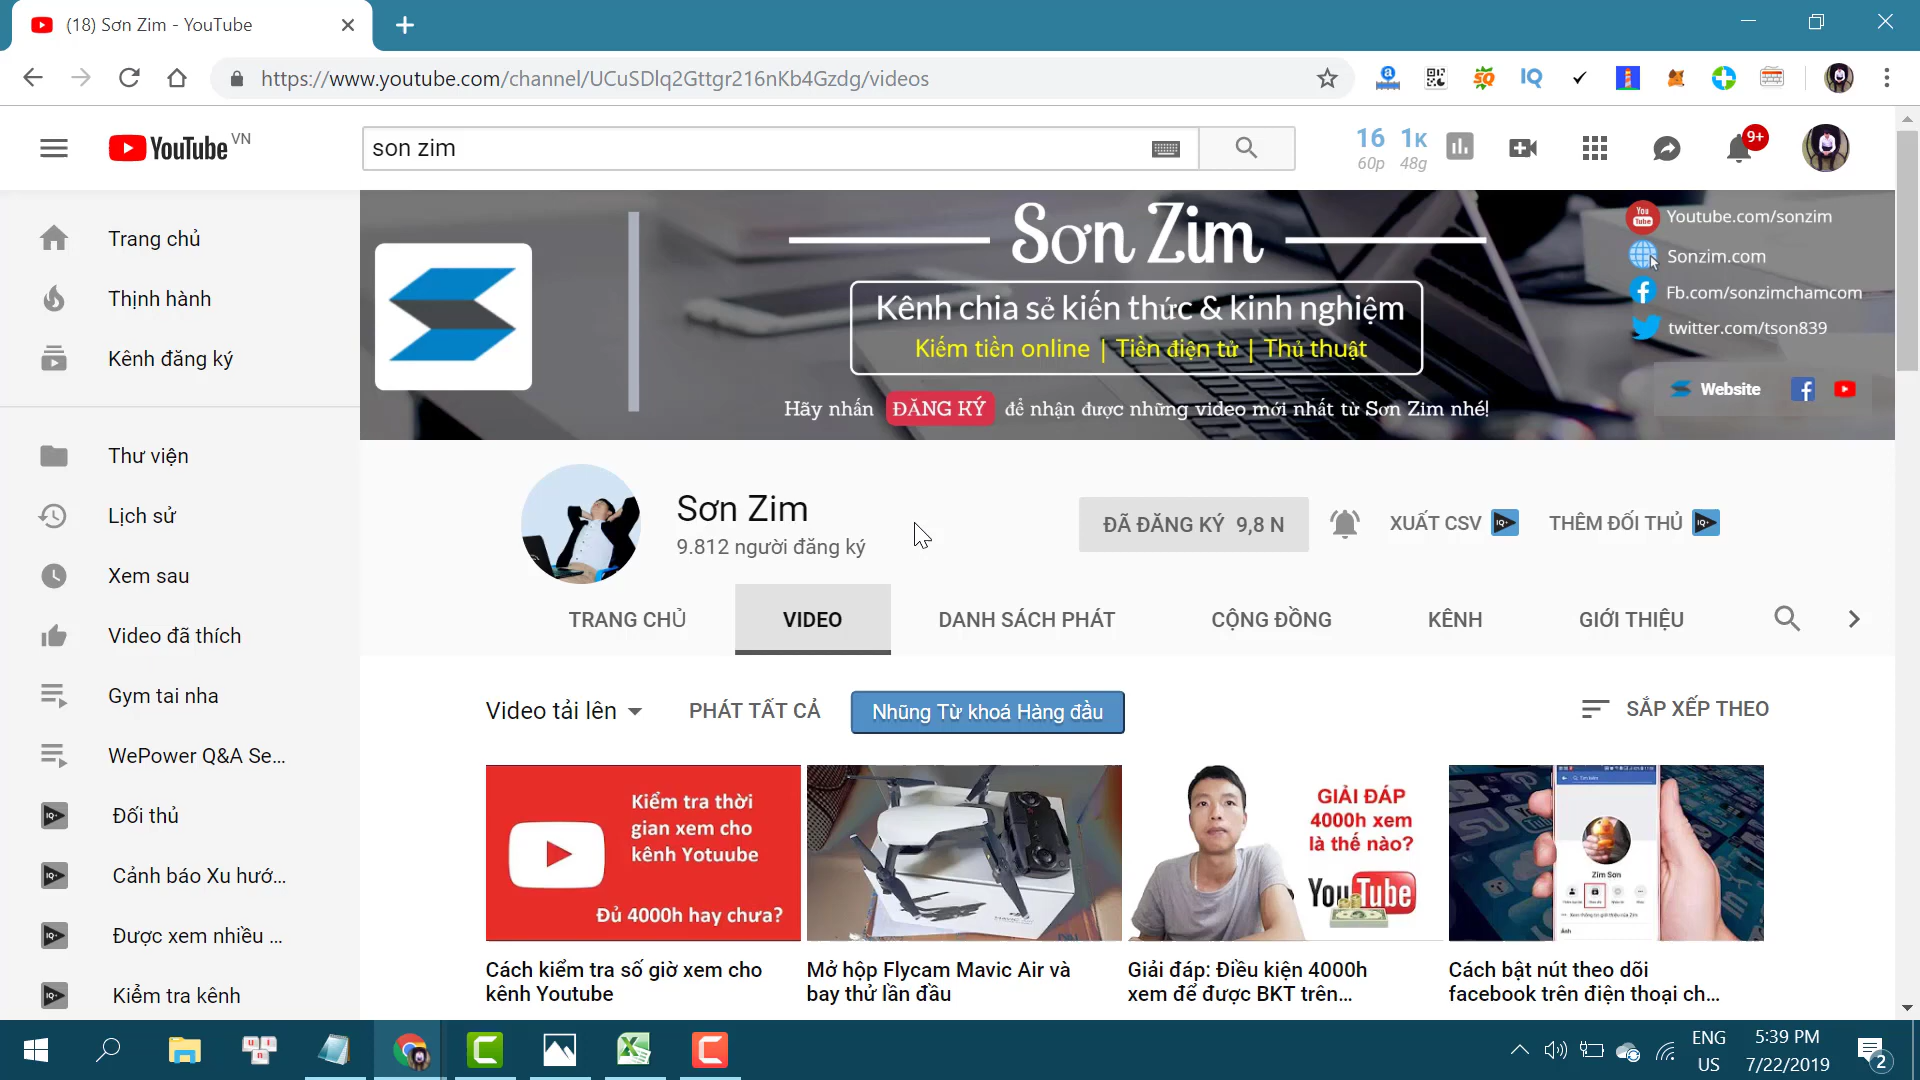 (18) Sơn Zim - YouTube
https://www.youtube.com/channel/UCuSDlq2Gttgr216nKb4Gzdg/videos
YouTube VN
son zim
16 1K
60p 48g
9+
Trang chủ
Thịnh hành
Kênh đăng ký
Thư viện
Lịch sử
Xem sau
Video đã thích
Gym tai nha
WePower Q&A Se...
Đối thủ
Cảnh báo Xu hướ...
Được xem nhiều ...
Kiểm tra kênh
Sơn Zim
Kênh chia sẻ kiến thức & kinh nghiệm
Kiếm tiền online | Tiền điện tử | Thủ thuật
Hãy nhấn ĐĂNG KÝ để nhận được những video mới nhất từ Sơn Zim nhé!
Youtube.com/sonzim
Sonzim.com
Fb.com/sonzimchamcom
twitter.com/tson839
Website
Sơn Zim
9.812 người đăng ký
ĐÃ ĐĂNG KÝ 9,8 N
XUẤT CSV
THÊM ĐỐI THỦ
TRANG CHỦ
VIDEO
DANH SÁCH PHÁT
CỘNG ĐỒNG
KÊNH
GIỚI THIỆU
Video tải lên
PHÁT TẤT CẢ
Những Từ khoá Hàng đầu
SẮP XẾP THEO
Kiểm tra thời
gian xem cho
kênh Yotuube
Đủ 4000h hay chưa?
GIẢI ĐÁP
4000h xem
là thế nào?
YouTube
Zim Sơn
Cách kiểm tra số giờ xem cho
kênh Youtube
Mở hộp Flycam Mavic Air và
bay thử lần đầu
Giải đáp: Điều kiện 4000h
xem để được BKT trên...
Cách bật nút theo dõi
facebook trên điện thoại ch...
ENG
US
5:39 PM
7/22/2019
2